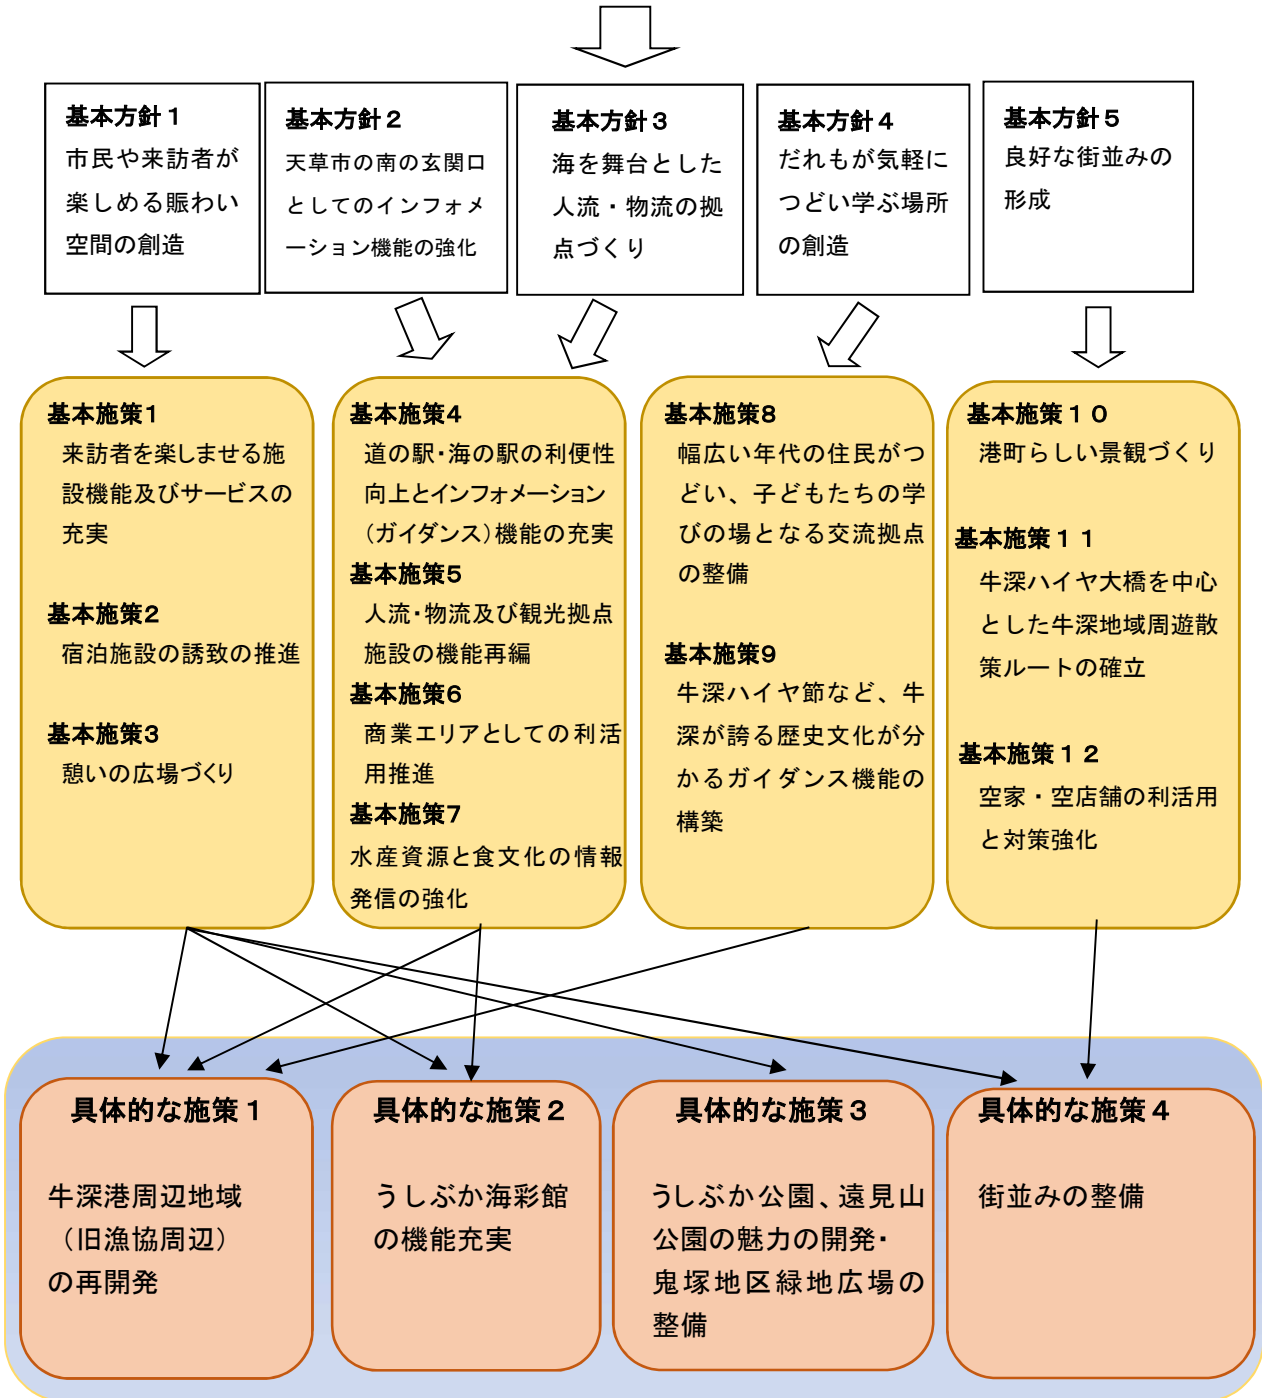 基本方針１
市民や来訪者が
楽しめる賑わい
空間の創造
基本方針２
天草市の南の玄関口
としてのインフォメ
ーション機能の強化
基本方針３
海を舞台とした
人流・物流の拠
点づくり
基本方針４
だれもが気軽に
つどい学ぶ場所
の創造
基本方針５
良好な街並みの
形成
基本施策1
来訪者を楽しませる施
設機能及びサービスの
充実
基本施策2
宿泊施設の誘致の推進
基本施策3
憩いの広場づくり
基本施策4
道の駅・海の駅の利便性
向上とインフォメーション
（ガイダンス）機能の充実
基本施策5
人流・物流及び観光拠点
施設の機能再編
基本施策6
商業エリアとしての利活
用推進
基本施策7
水産資源と食文化の情報
発信の強化
基本施策8
幅広い年代の住民がつ
どい、子どもたちの学
びの場となる交流拠点
の整備
基本施策9
牛深ハイヤ節など、牛
深が誇る歴史文化が分
かるガイダンス機能の
構築
基本施策１０
港町らしい景観づくり
基本施策１１
牛深ハイヤ大橋を中心
とした牛深地域周遊散
策ルートの確立
基本施策１２
空家・空店舗の利活用
と対策強化
具体的な施策１
牛深港周辺地域
（旧漁協周辺）
の再開発
具体的な施策２
うしぶか海彩館
の機能充実
具体的な施策３
うしぶか公園、遠見山
公園の魅力の開発・
鬼塚地区緑地広場の
整備
具体的な施策４
街並みの整備